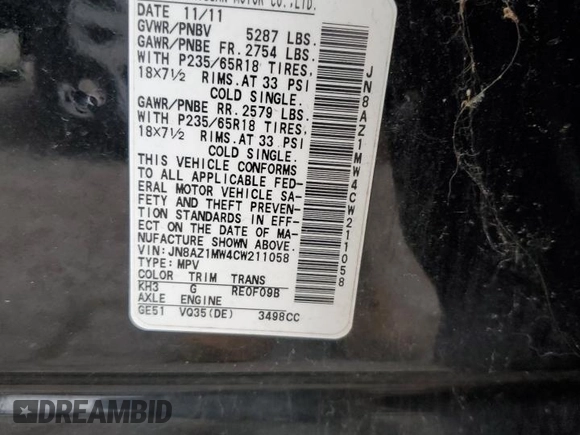 MOTOR CO.,LTD.
DATE 11/11
GVWR/PNBV 5287 LBS.
GAWR/PNBE FR. 2754 LBS.
WITH P235/65R18 TIRES,
18X7½ RIMS. AT 33 PSI
COLD SINGLE.
GAWR/PNBE RR. 2579 LBS.
WITH P235/65R18 TIRES,
18X7½ RIMS. AT 33 PSI
COLD SINGLE.
THIS VEHICLE CONFORMS
TO ALL APPLICABLE FED-
ERAL MOTOR VEHICLE SA-
FETY AND THEFT PREVEN-
TION STANDARDS IN EFF-
ECT ON THE DATE OF MA-
NUFACTURE SHOWN ABOVE.
VIN: JN8AZ1MW4CW211058
TYPE: MPV
COLOR TRIM TRANS
KH3 G RE0F09B
AXLE ENGINE
GE51 VQ35(DE) 3498CC
JN8AZ1MW4CW211058
DREAMBID